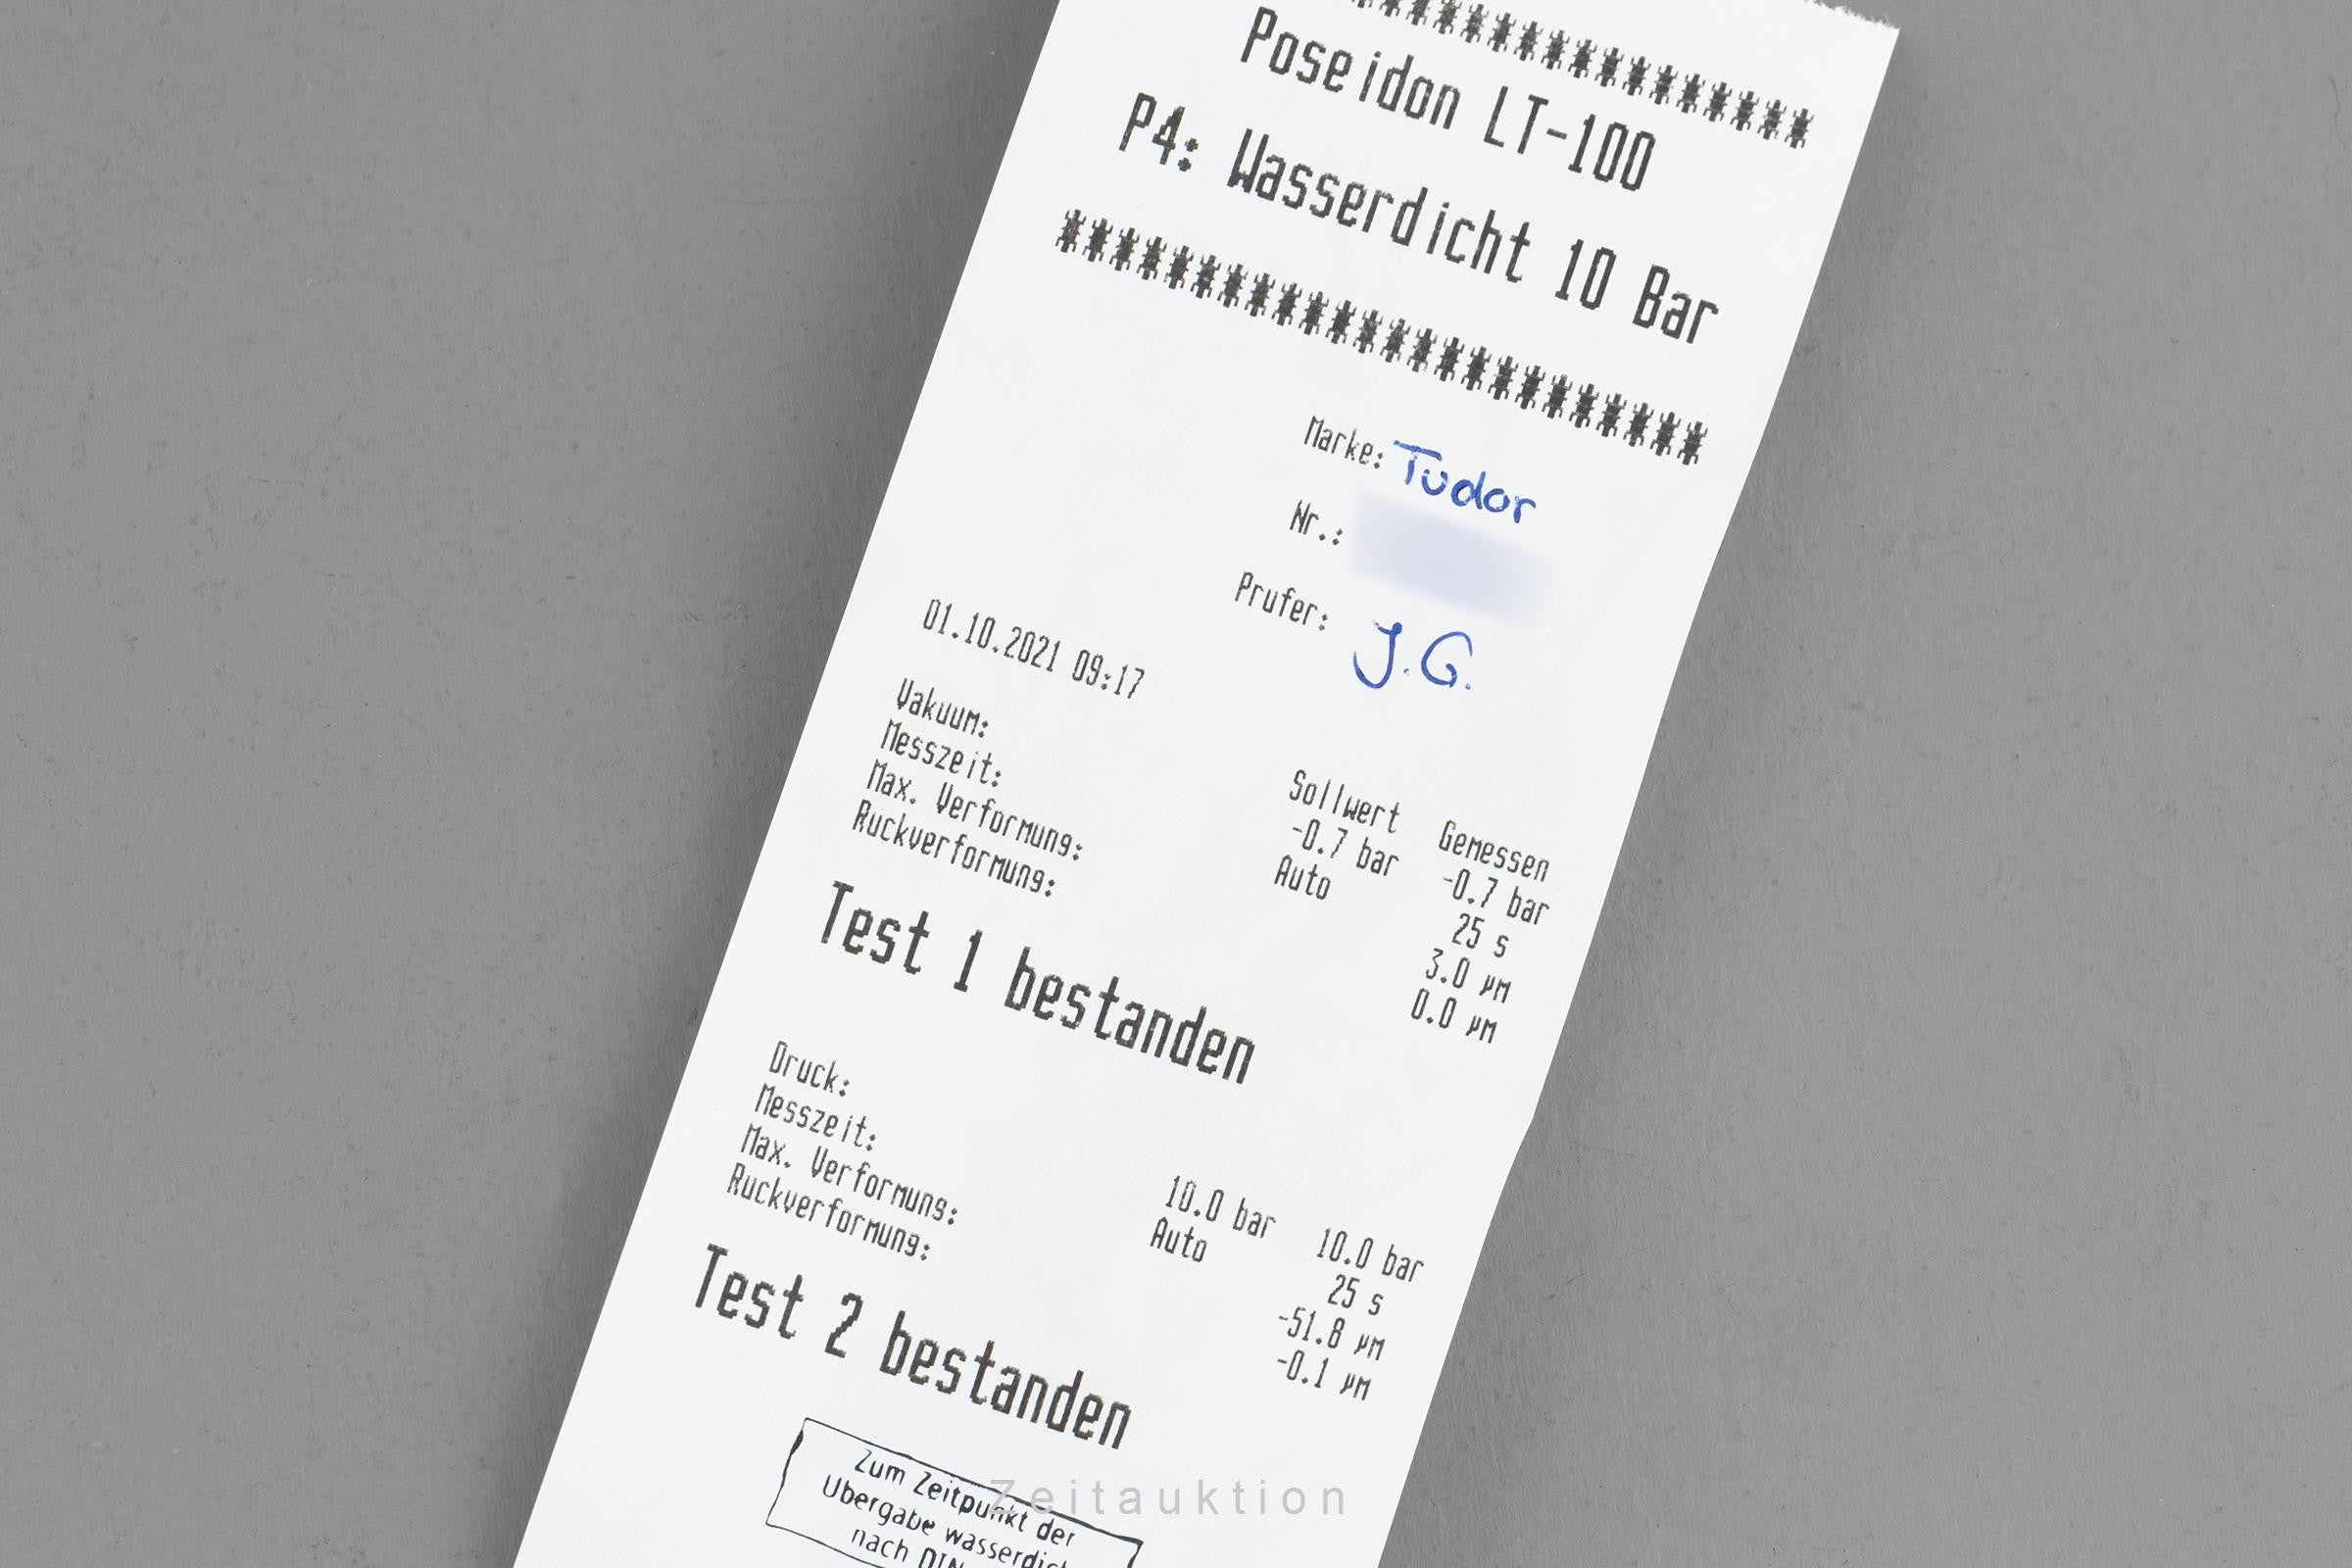 ************************
Poseidon LT-100
P4: Wasserdicht 10 Bar
************************
Marke: Tudor
Nr.:
Prufer: J.G.
01.10.2021 09:17
Sollwert Gemessen
Vakuum: -0.7 bar -0.7 bar
Messzeit: Auto 25 s
Max. Verformung: 3.0 µm
Ruckverformung: 0.0 µm
Test 1 bestanden
Druck: 10.0 bar 10.0 bar
Messzeit: Auto 25 s
Max. Verformung: -51.8 µm
Ruckverformung: -0.1 µm
Test 2 bestanden
Zum Zeitpunkt der
Übergabe
nach DIN
Zeitauktion